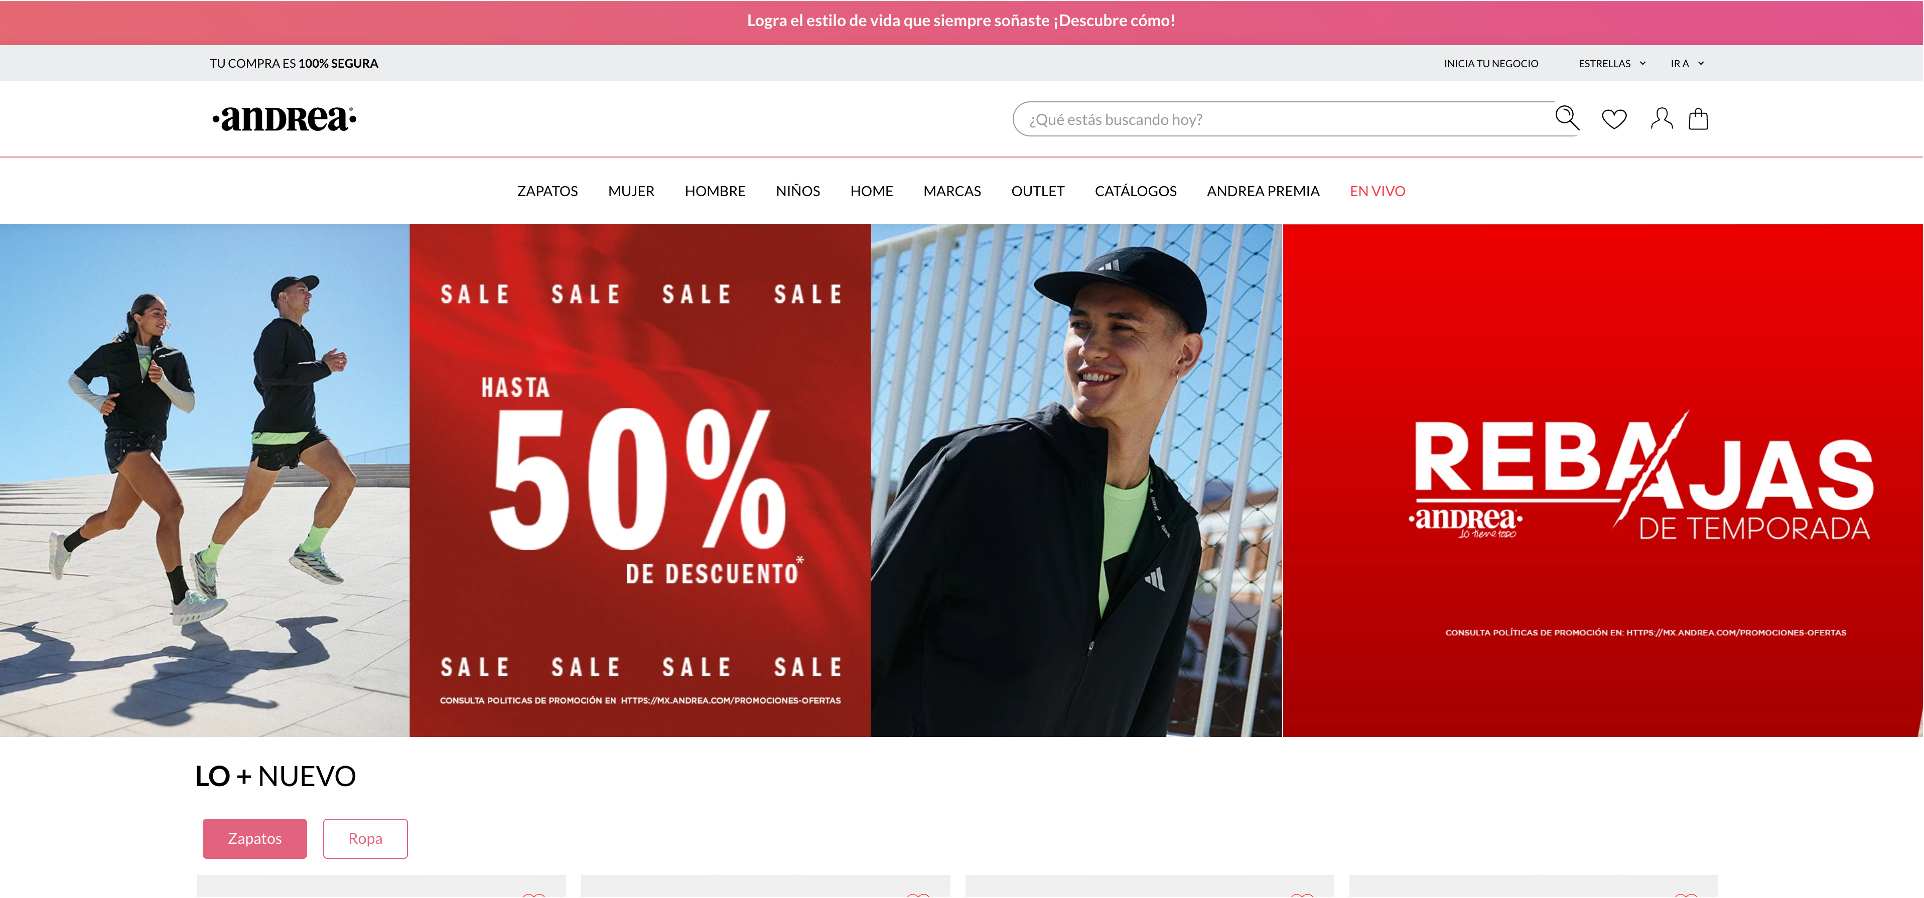 Logra el estilo de vida que siempre soñaste ¡Descubre cómo!
TU COMPRA ES 100% SEGURA
INICIA TU NEGOCIO
ESTRELLAS
IR A
·ANDREA·
¿Qué estás buscando hoy?
ZAPATOS
MUJER
HOMBRE
NIÑOS
HOME
MARCAS
OUTLET
CATÁLOGOS
ANDREA PREMIA
EN VIVO
SALE SALE SALE SALE
HASTA
50%
DE DESCUENTO*
SALE SALE SALE SALE
CONSULTA POLITICAS DE PROMOCIÓN EN HTTPS://MX.ANDREA.COM/PROMOCIONES-OFERTAS
REBAJAS
DE TEMPORADA
·ANDREA·
lo tiene todo
CONSULTA POLÍTICAS DE PROMOCIÓN EN: HTTPS://MX.ANDREA.COM/PROMOCIONES-OFERTAS
LO + NUEVO
Zapatos
Ropa